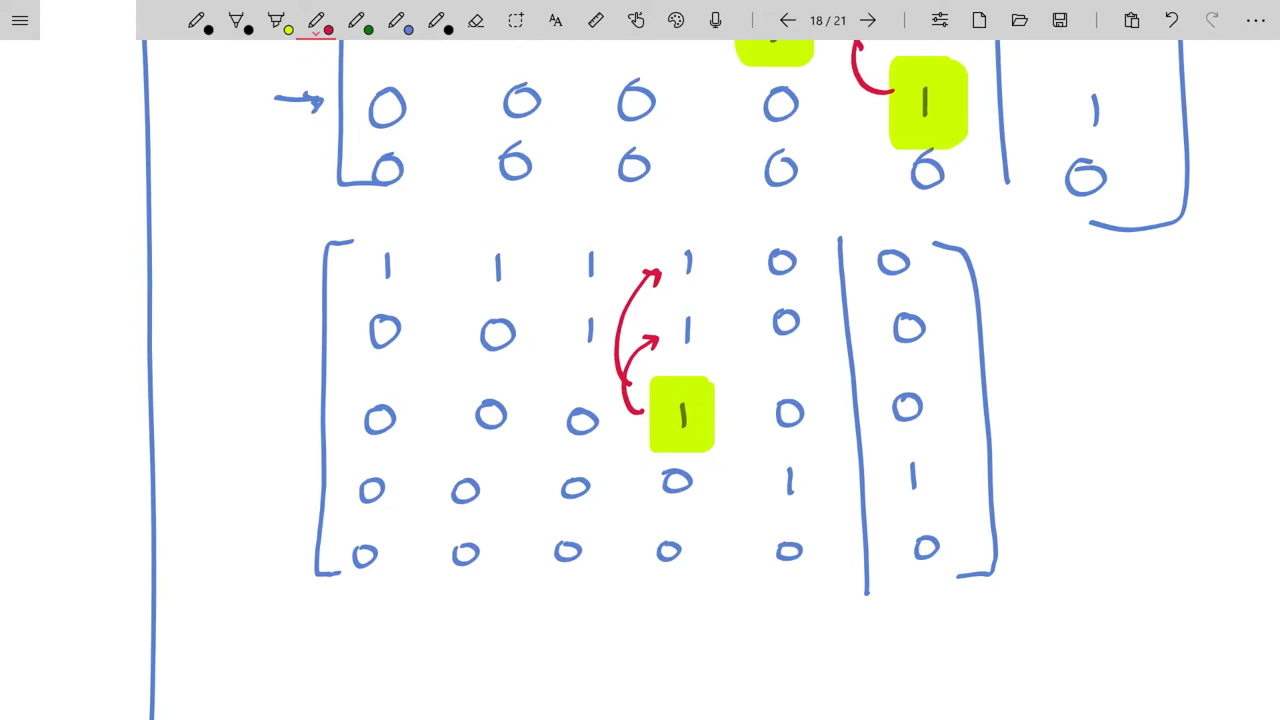 18/21
0 0 0 0 1 1
0 0 0 0 0 0
1 1 1 1 0 0
0 0 1 1 0 0
0 0 0 1 0 0
0 0 0 0 1 1
0 0 0 0 0 0